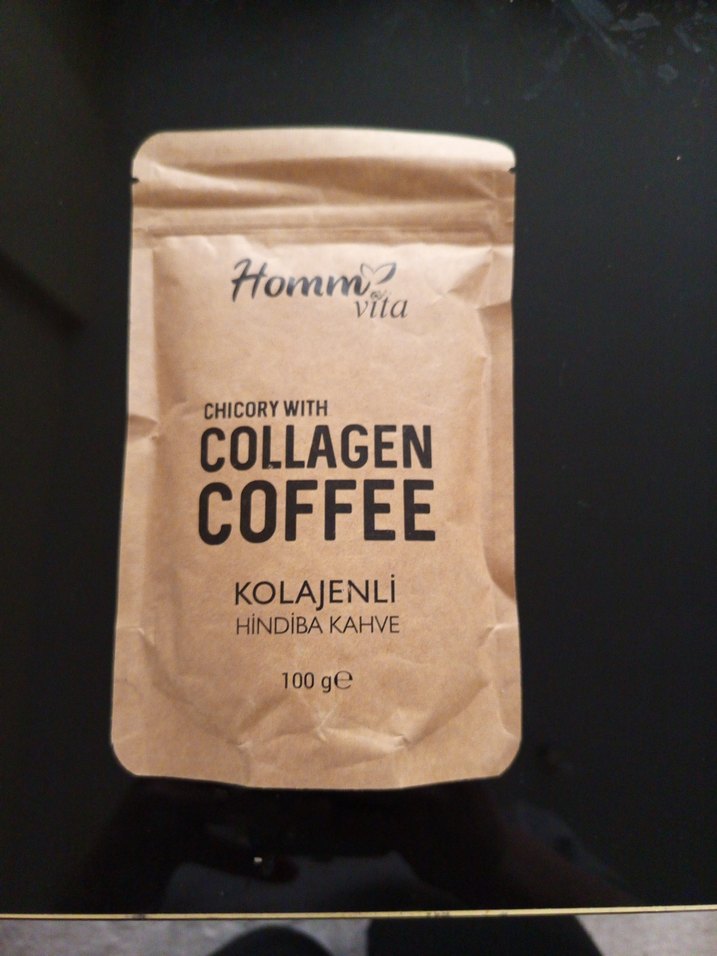 Homm
vita
CHICORY WITH
COLLAGEN
COFFEE
KOLAJENLİ
HİNDİBA KAHVE
100 g℮